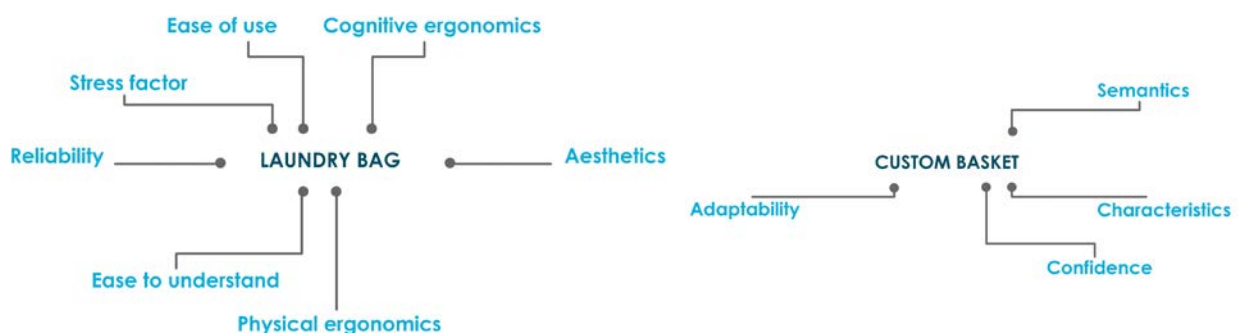 Ease of use
Cognitive ergonomics
Stress factor
Reliability
LAUNDRY BAG
Aesthetics
Ease to understand
Physical ergonomics
Semantics
CUSTOM BASKET
Adaptability
Characteristics
Confidence